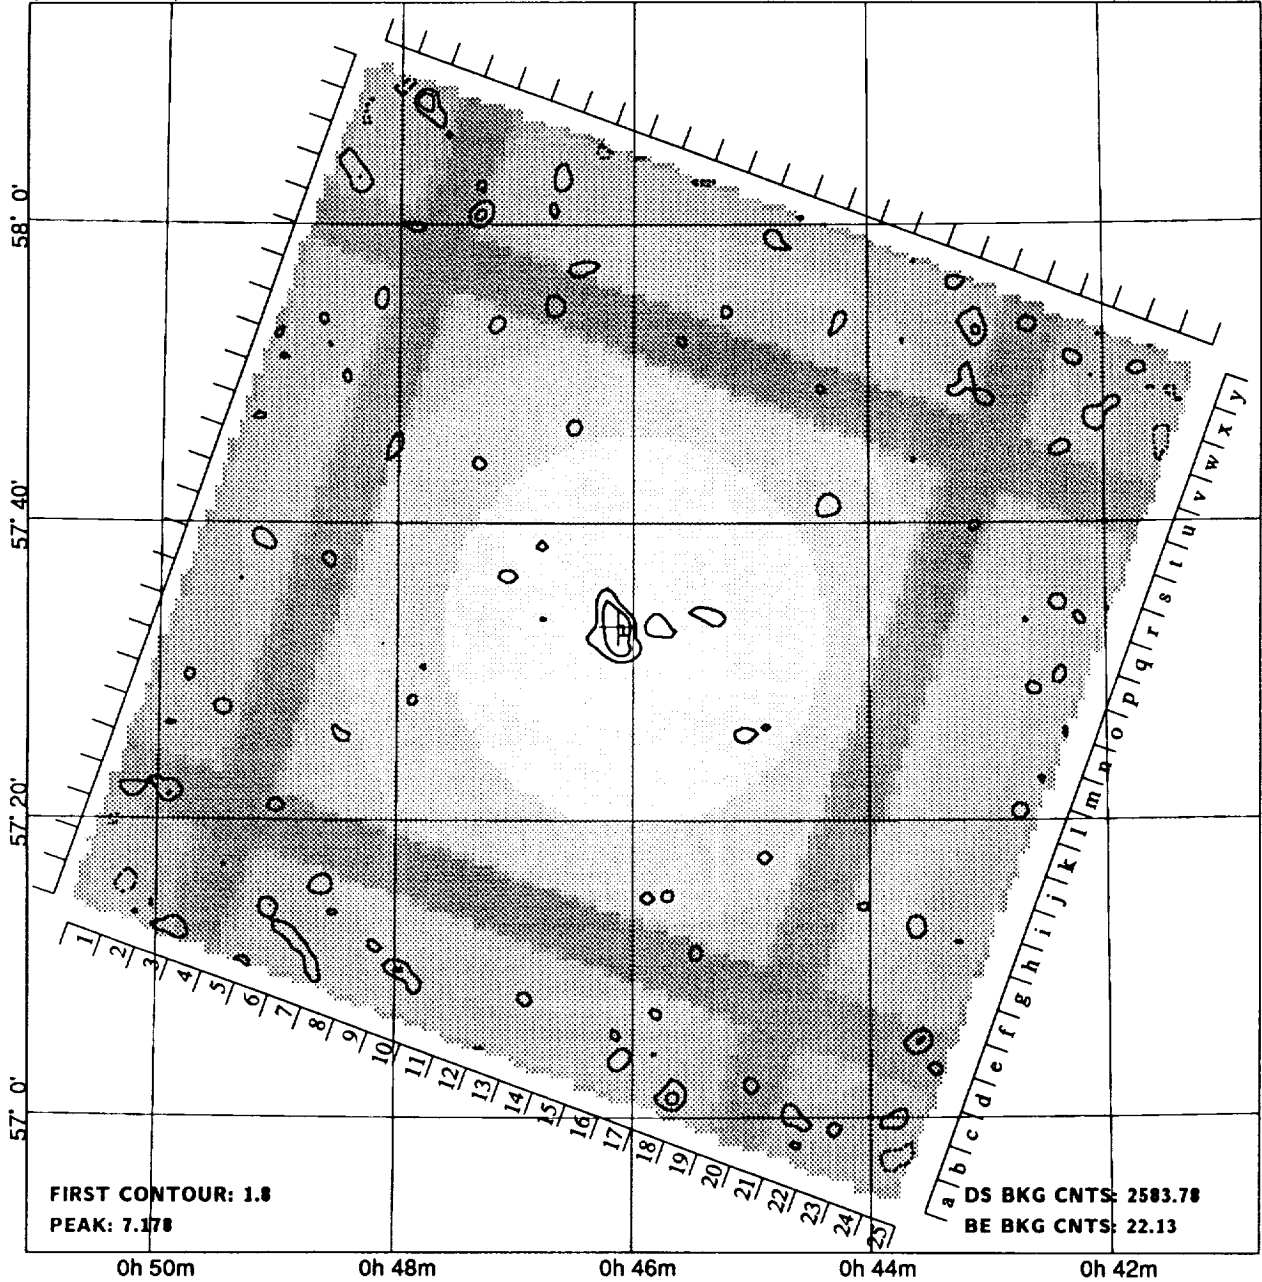 58° 0'
57° 40'
57° 20'
57° 0'
y
x
w
v
u
t
s
r
q
p
o
n
m
l
k
j
i
h
g
f
e
d
c
b
a
1 2 3 4 5 6 7 8 9 10 11 12 13 14 15 16 17 18 19 20 21 22 23 24 25
FIRST CONTOUR: 1.8
PEAK: 7.178
DS BKG CNTS: 2583.78
BE BKG CNTS: 22.13
0h 50m 0h 48m 0h 46m 0h 44m 0h 42m